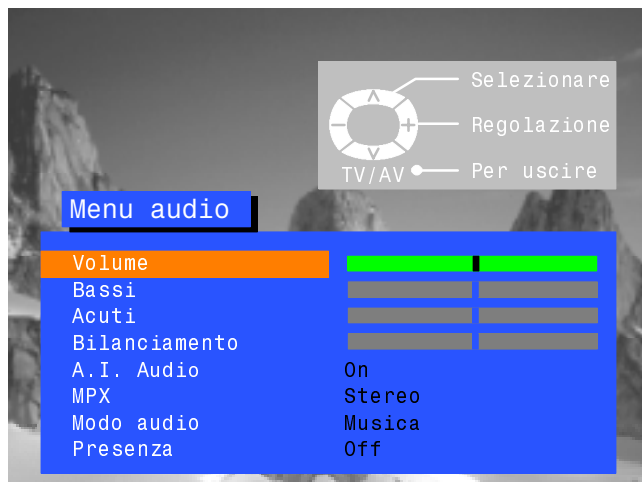 Selezionare
Regolazione
TV/AV Per uscire
Menu audio
Volume
Bassi
Acuti
Bilanciamento
A.I. Audio On
MPX Stereo
Modo audio Musica
Presenza Off